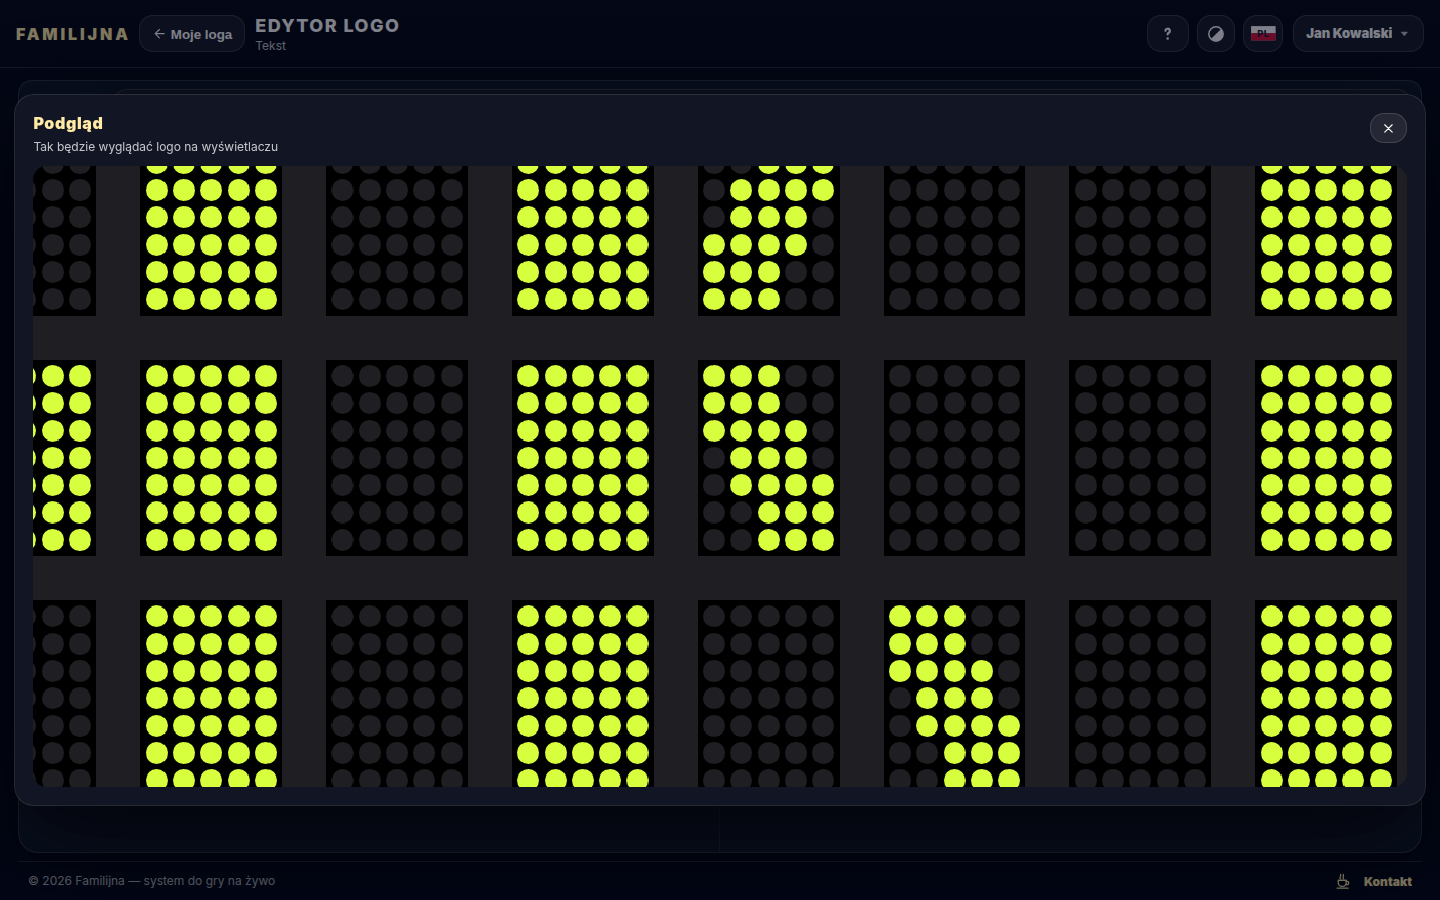 FAMILIJNA
← Moje loga
EDYTOR LOGO
Tekst
?
PL
Jan Kowalski
Podgląd
Tak będzie wyglądać logo na wyświetlaczu
© 2026 Familijna — system do gry na żywo
Kontakt